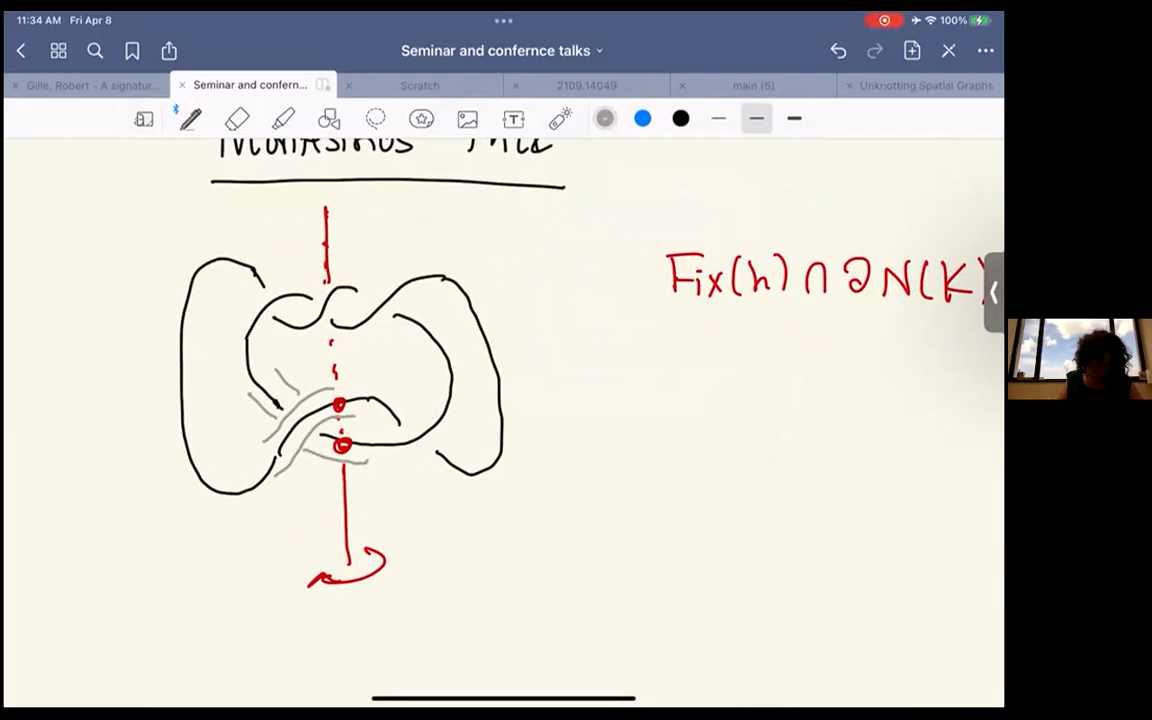 11:34 AM Fri Apr 8
100%
Seminar and confernce talks
Gille, Robert - A signatur...
Seminar and confern...
Scratch
2109.14049
main (5)
Unknotting Spatial Graphs
Fix(h) ∩ ∂N(K)